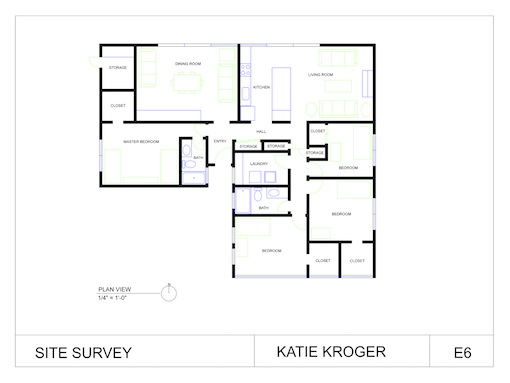 DINING ROOM
STORAGE
LIVING ROOM
KITCHEN
CLOSET
HALL
CLOSET
MASTER BEDROOM
ENTRY
STORAGE
STORAGE
STORAGE
BATH
LAUNDRY
BEDROOM
BATH
BEDROOM
BEDROOM
CLOSET
CLOSET
PLAN VIEW
1/4" = 1'-0"
N
SITE SURVEY
KATIE KROGER
E6